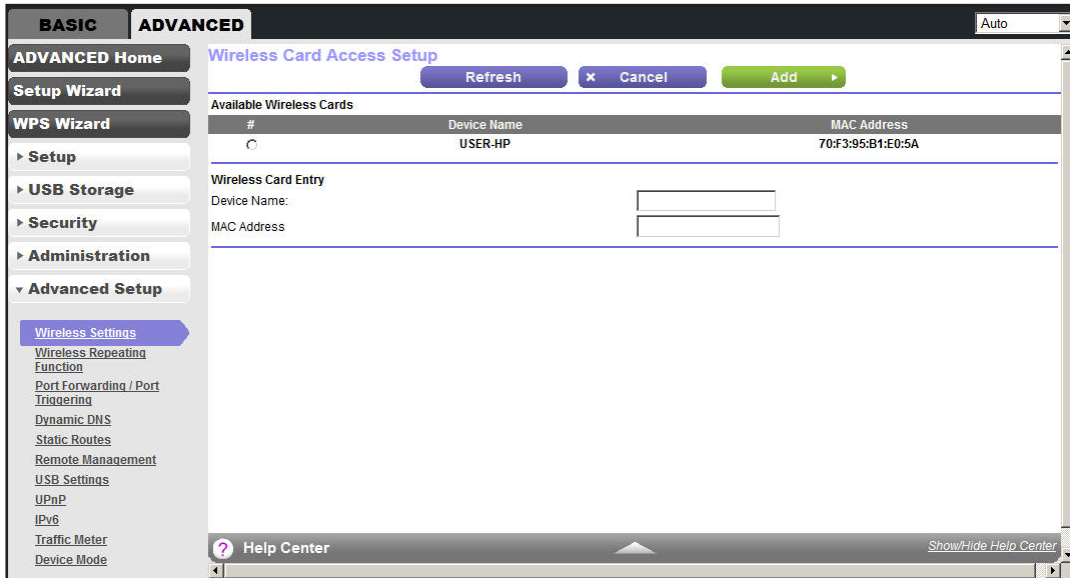 BASIC
ADVANCED
Auto
ADVANCED Home
Setup Wizard
WPS Wizard
Setup
USB Storage
Security
Administration
Advanced Setup
Wireless Settings
Wireless Repeating
Function
Port Forwarding / Port
Triggering
Dynamic DNS
Static Routes
Remote Management
USB Settings
UPnP
IPv6
Traffic Meter
Device Mode
Wireless Card Access Setup
Refresh
× Cancel
Add
Available Wireless Cards
# Device Name MAC Address
USER-HP 70:F3:95:B1:E0:5A
Wireless Card Entry
Device Name:
MAC Address
? Help Center
Show/Hide Help Center